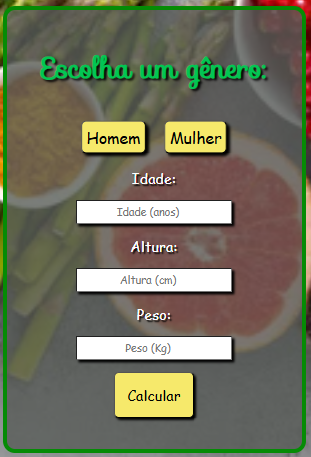 Escolha um gênero:
Homem Mulher
Idade:
Idade (anos)
Altura:
Altura (cm)
Peso:
Peso (Kg)
Calcular